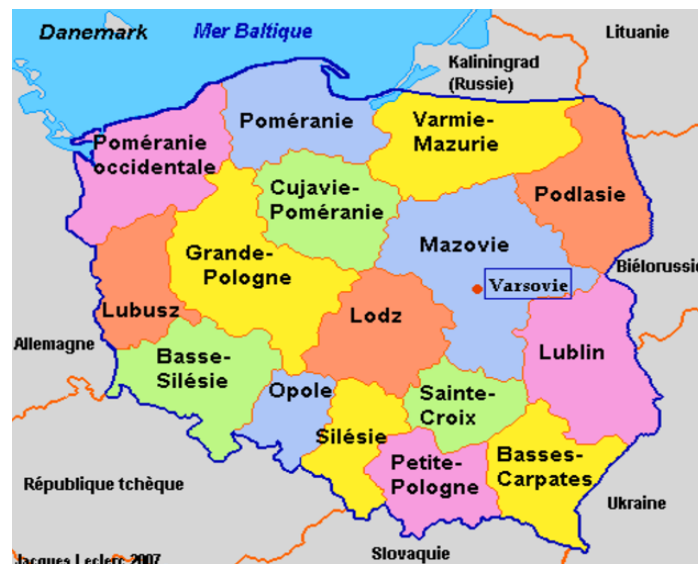 Danemark
Mer Baltique
Lituanie
Kaliningrad
(Russie)
Poméranie
occidentale
Poméranie
Varmie-
Mazurie
Podlasie
Cujavie-
Poméranie
Grande-
Pologne
Mazovie
Varsovie
Biélorussie
Lubusz
Lodz
Allemagne
Basse-
Silésie
Opole
Sainte-
Croix
Lublin
Silésie
Petite-
Pologne
Basses-
Carpates
République tchèque
Ukraine
Slovaquie
Jacques Leclerc 2007